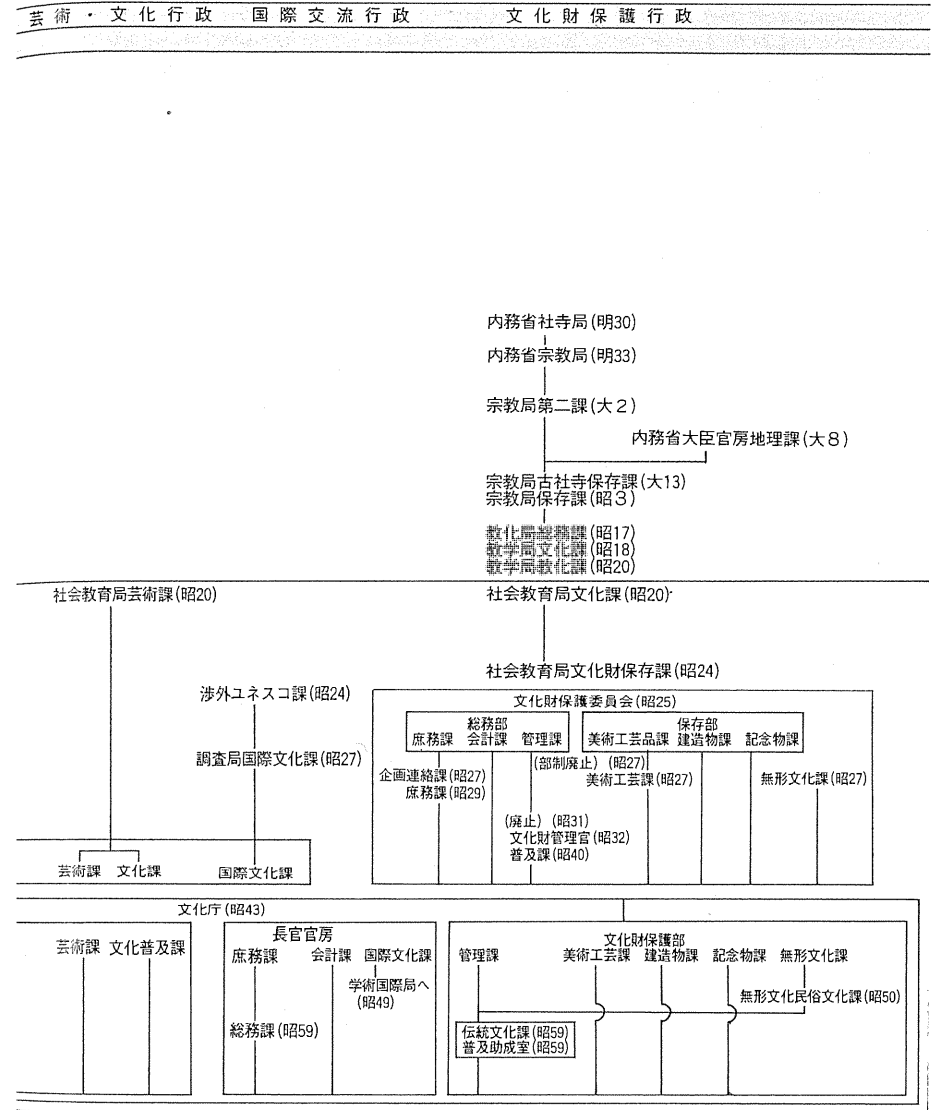 芸術・文化行政　国際交流行政　文化財保護行政
内務省社寺局(明30)
内務省宗教局(明33)
宗教局第二課(大2)
内務省大臣官房地理課(大8)
宗教局古社寺保存課(大13)
宗教局保存課(昭3)
教化局総務課(昭17)
教学局文化課(昭18)
教学局教化課(昭20)
社会教育局芸術課(昭20)
社会教育局文化課(昭20)
社会教育局文化財保存課(昭24)
渉外ユネスコ課(昭24)
調査局国際文化課(昭27)
文化財保護委員会(昭25)
総務部　保存部
庶務課　会計課　管理課　美術工芸品課　建造物課　記念物課
(部制廃止)　(昭27)
企画連絡課(昭27)　美術工芸課(昭27)　無形文化課(昭27)
庶務課(昭29)
(廃止)　(昭31)
文化財管理官(昭32)
普及課(昭40)
芸術課　文化課　国際文化課
文化庁(昭43)
芸術課　文化普及課
長官官房
庶務課　会計課　国際文化課
学術国際局へ
(昭49)
総務課(昭59)
文化財保護部
管理課　美術工芸課　建造物課　記念物課　無形文化課
無形文化民俗文化課(昭50)
伝統文化課(昭59)
普及助成室(昭59)